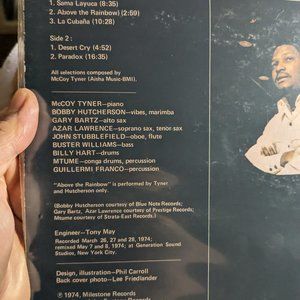 1. Sama Layuca (8:35)
2. Above the Rainbow (2:59)
3. La Cubaña (10:28)
Side 2 :
1. Desert Cry (4:52)
2. Paradox (16:35)
All selections composed by
McCoy Tyner (Aisha Music-BMI).
McCOY TYNER—piano
BOBBY HUTCHERSON—vibes, marimba
GARY BARTZ—alto sax
AZAR LAWRENCE—soprano sax, tenor sax
JOHN STUBBLEFIELD—oboe, flute
BUSTER WILLIAMS—bass
BILLY HART—drums
MTUME—conga drums, percussion
GUILLERMI FRANCO—percussion
"Above the Rainbow" is performed by Tyner
and Hutcherson only.
(Bobby Hutcherson courtesy of Blue Note Records;
Gary Bartz, Azar Lawrence courtesy of Prestige Records;
Mtume courtesy of Strata-East Records.)
Engineer—Tony May
Recorded March 26, 27 and 28, 1974;
remixed May 7 and 8, 1974; at Generation Sound
Studios, New York City.
Design, illustration—Phil Carroll
Back-cover photo—Lee Friedlander
℗ 1974, Milestone Records